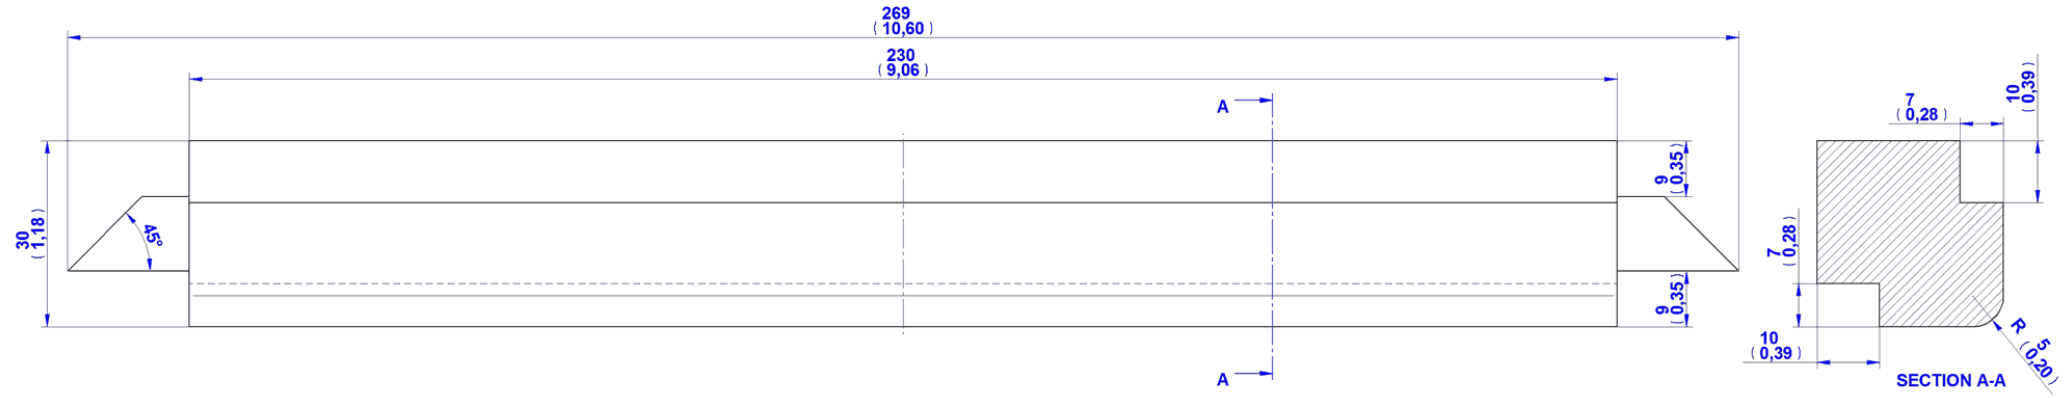 269
( 10,60 )
230
( 9,06 )
A
7
( 0,28 )
10
( 0,39 )
9
( 0,35 )
30
( 1,18 )
45°
7
( 0,28 )
9
( 0,35 )
10
( 0,39 )
R 5
( 0,20 )
A
SECTION A-A